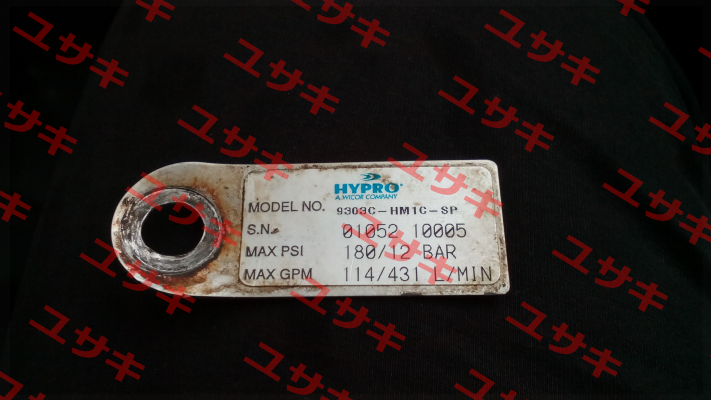 HYPRO
A WICOR COMPANY
MODEL NO. 9303C-HM1C-SP
S.N. 01052 10005
MAX PSI 180/12 BAR
MAX GPM 114/431 L/MIN
ユサキ